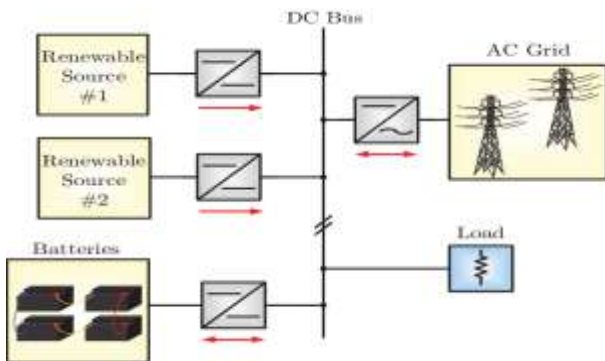 DC Bus
Renewable
Source
#1
AC Grid
Renewable
Source
#2
Batteries
Load